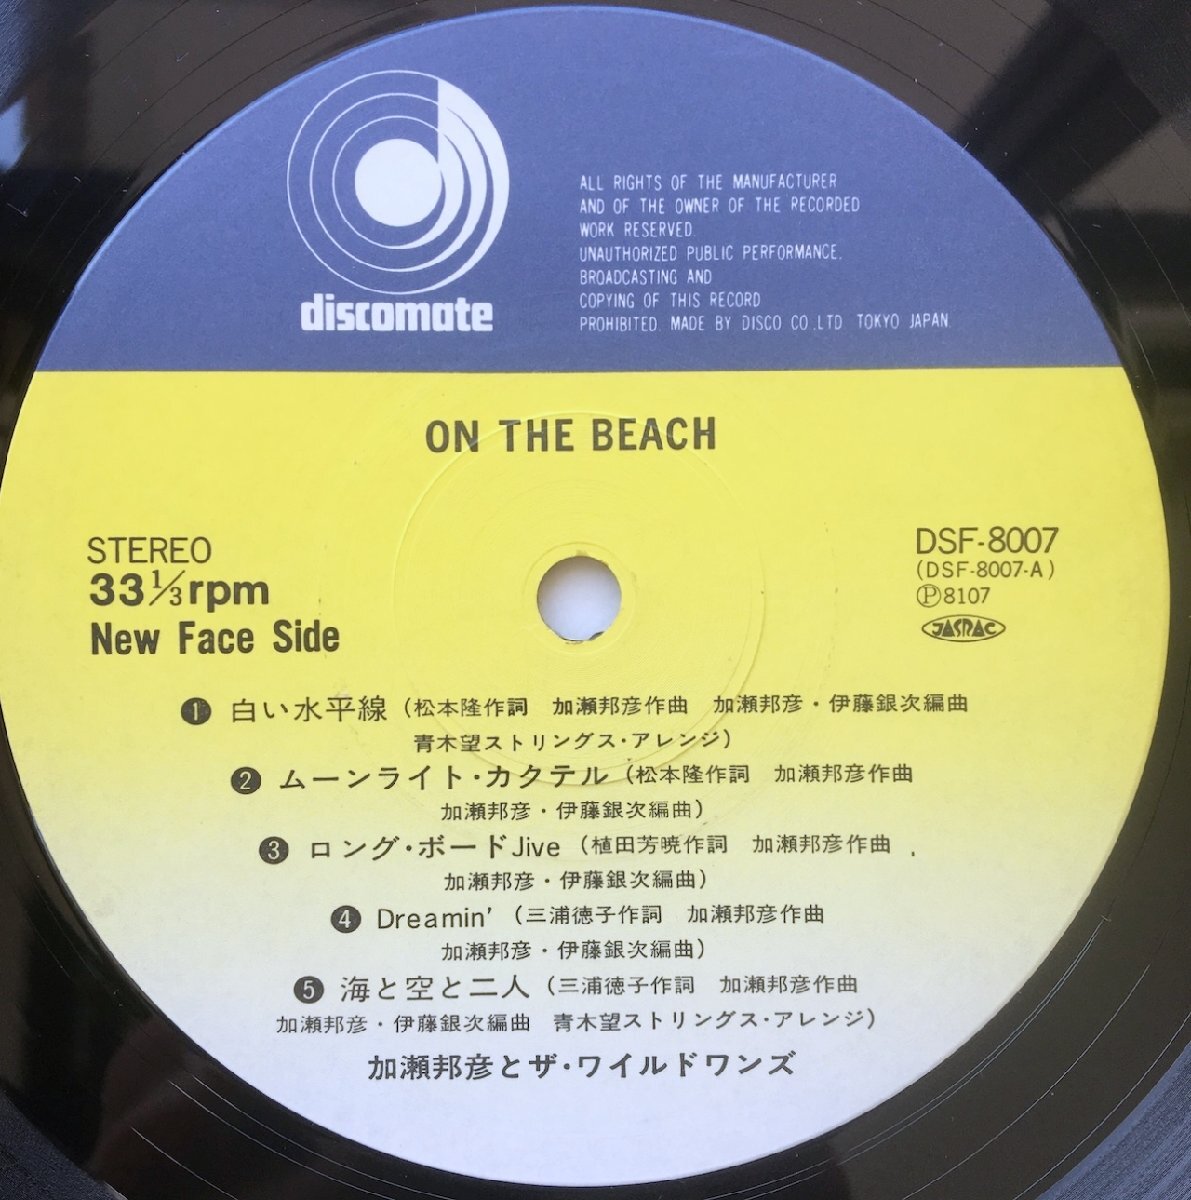 discomate
ALL RIGHTS OF THE MANUFACTURER
AND OF THE OWNER OF THE RECORDED
WORK RESERVED.
UNAUTHORIZED PUBLIC PERFORMANCE,
BROADCASTING AND
COPYING OF THIS RECORD
PROHIBITED. MADE BY DISCO CO.,LTD. TOKYO JAPAN.
ON THE BEACH
STEREO
33 1/3 rpm
New Face Side
DSF-8007
(DSF-8007-A)
Ⓟ8107
JASRAC
❶ 白い水平線 (松本隆作詞 加瀬邦彦作曲 加瀬邦彦・伊藤銀次編曲
青木望ストリングス・アレンジ)
❷ ムーンライト・カクテル (松本隆作詞 加瀬邦彦作曲
加瀬邦彦・伊藤銀次編曲)
❸ ロング・ボードJive (植田芳暁作詞 加瀬邦彦作曲
加瀬邦彦・伊藤銀次編曲)
❹ Dreamin' (三浦徳子作詞 加瀬邦彦作曲
加瀬邦彦・伊藤銀次編曲)
❺ 海と空と二人 (三浦徳子作詞 加瀬邦彦作曲
加瀬邦彦・伊藤銀次編曲 青木望ストリングス・アレンジ)
加瀬邦彦とザ・ワイルドワンズ